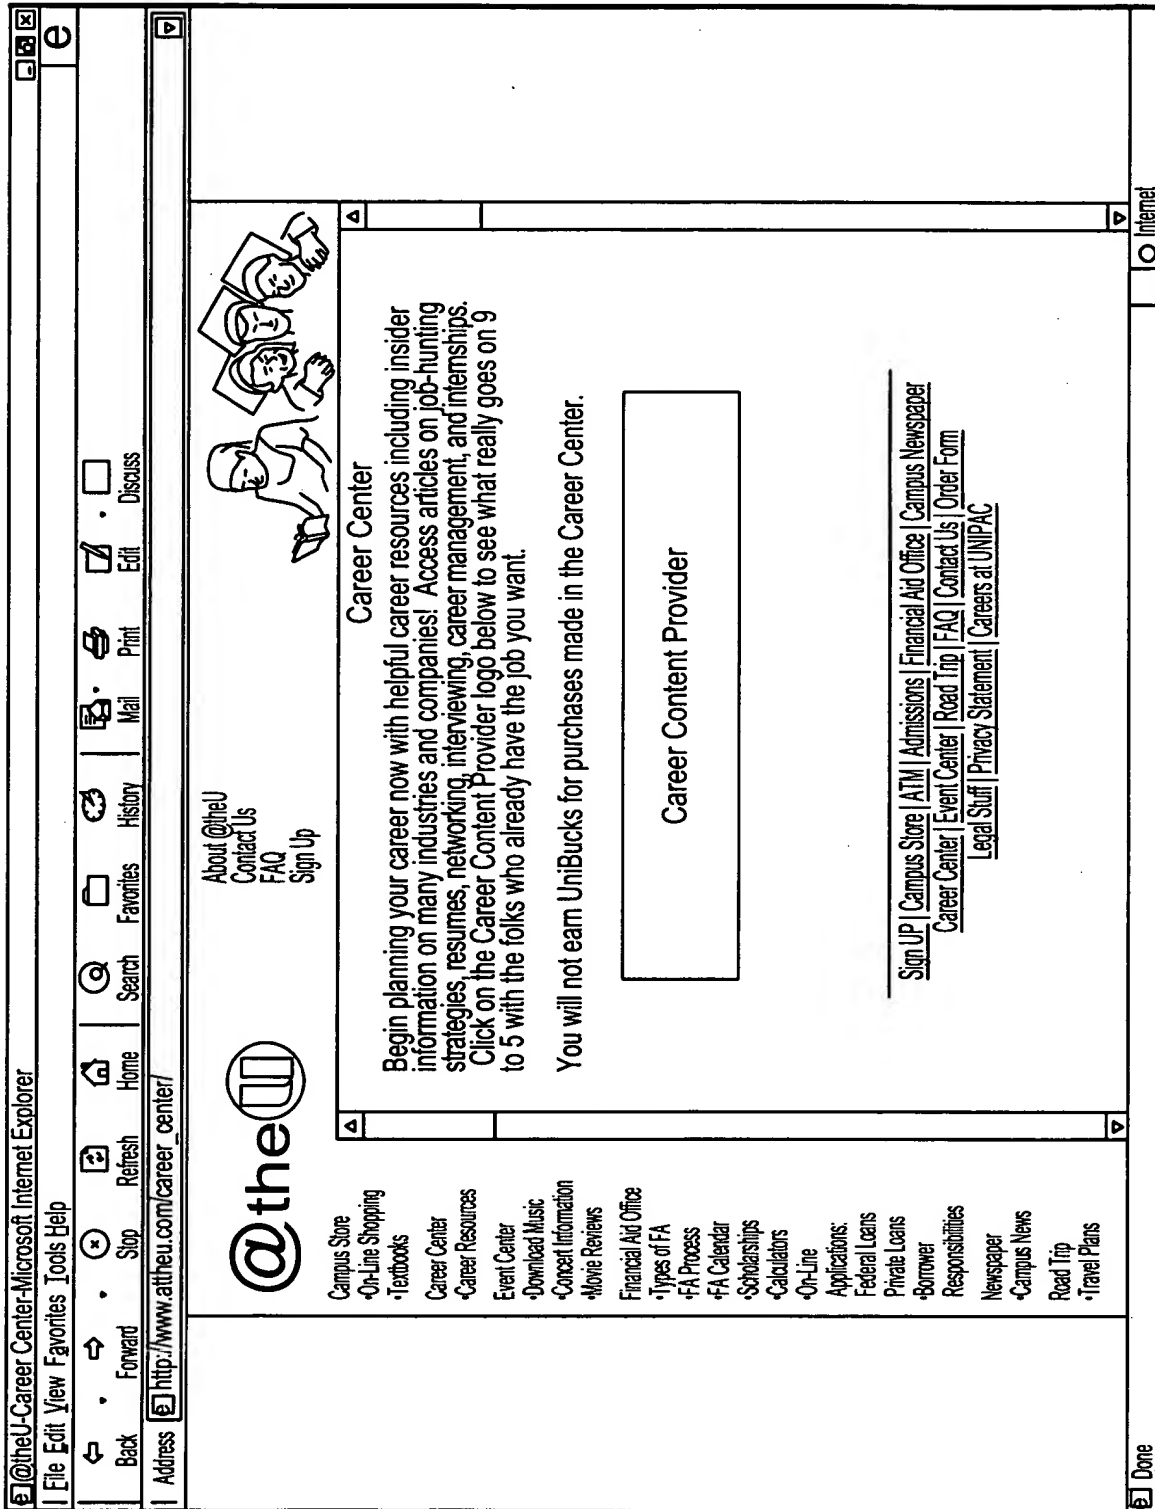 @theU-Career Center-Microsoft Internet Explorer
File Edit View Favorites Tools Help
e
Back Forward Stop Refresh Home Search Favorites History Mail Print Edit Discuss
Address http://www.attheu.com/career_center/
@theU
About @theU
Contact Us
FAQ
Sign Up
Campus Store
•On-Line Shopping
•Textbooks
Career Center
•Career Resources
Event Center
•Download Music
•Concert Information
•Movie Reviews
Financial Aid Office
•Types of FA
•FA Process
•FA Calendar
•Scholarships
•Calculators
•On-Line
Applications:
Federal Loans
Private Loans
•Borrower
Responsibilities
Newspaper
•Campus News
Road Trip
•Travel Plans
Career Center
Begin planning your career now with helpful career resources including insider
information on many industries and companies! Access articles on job-hunting
strategies, resumes, networking, interviewing, career management, and internships.
Click on the Career Content Provider logo below to see what really goes on 9
to 5 with the folks who already have the job you want.
You will not earn UniBucks for purchases made in the Career Center.
Career Content Provider
Sign UP | Campus Store | ATM | Admissions | Financial Aid Office | Campus Newspaper
Career Center | Event Center | Road Trip | FAQ | Contact Us | Order Form
Legal Stuff | Privacy Statement | Careers at UNIPAC
Done
Internet